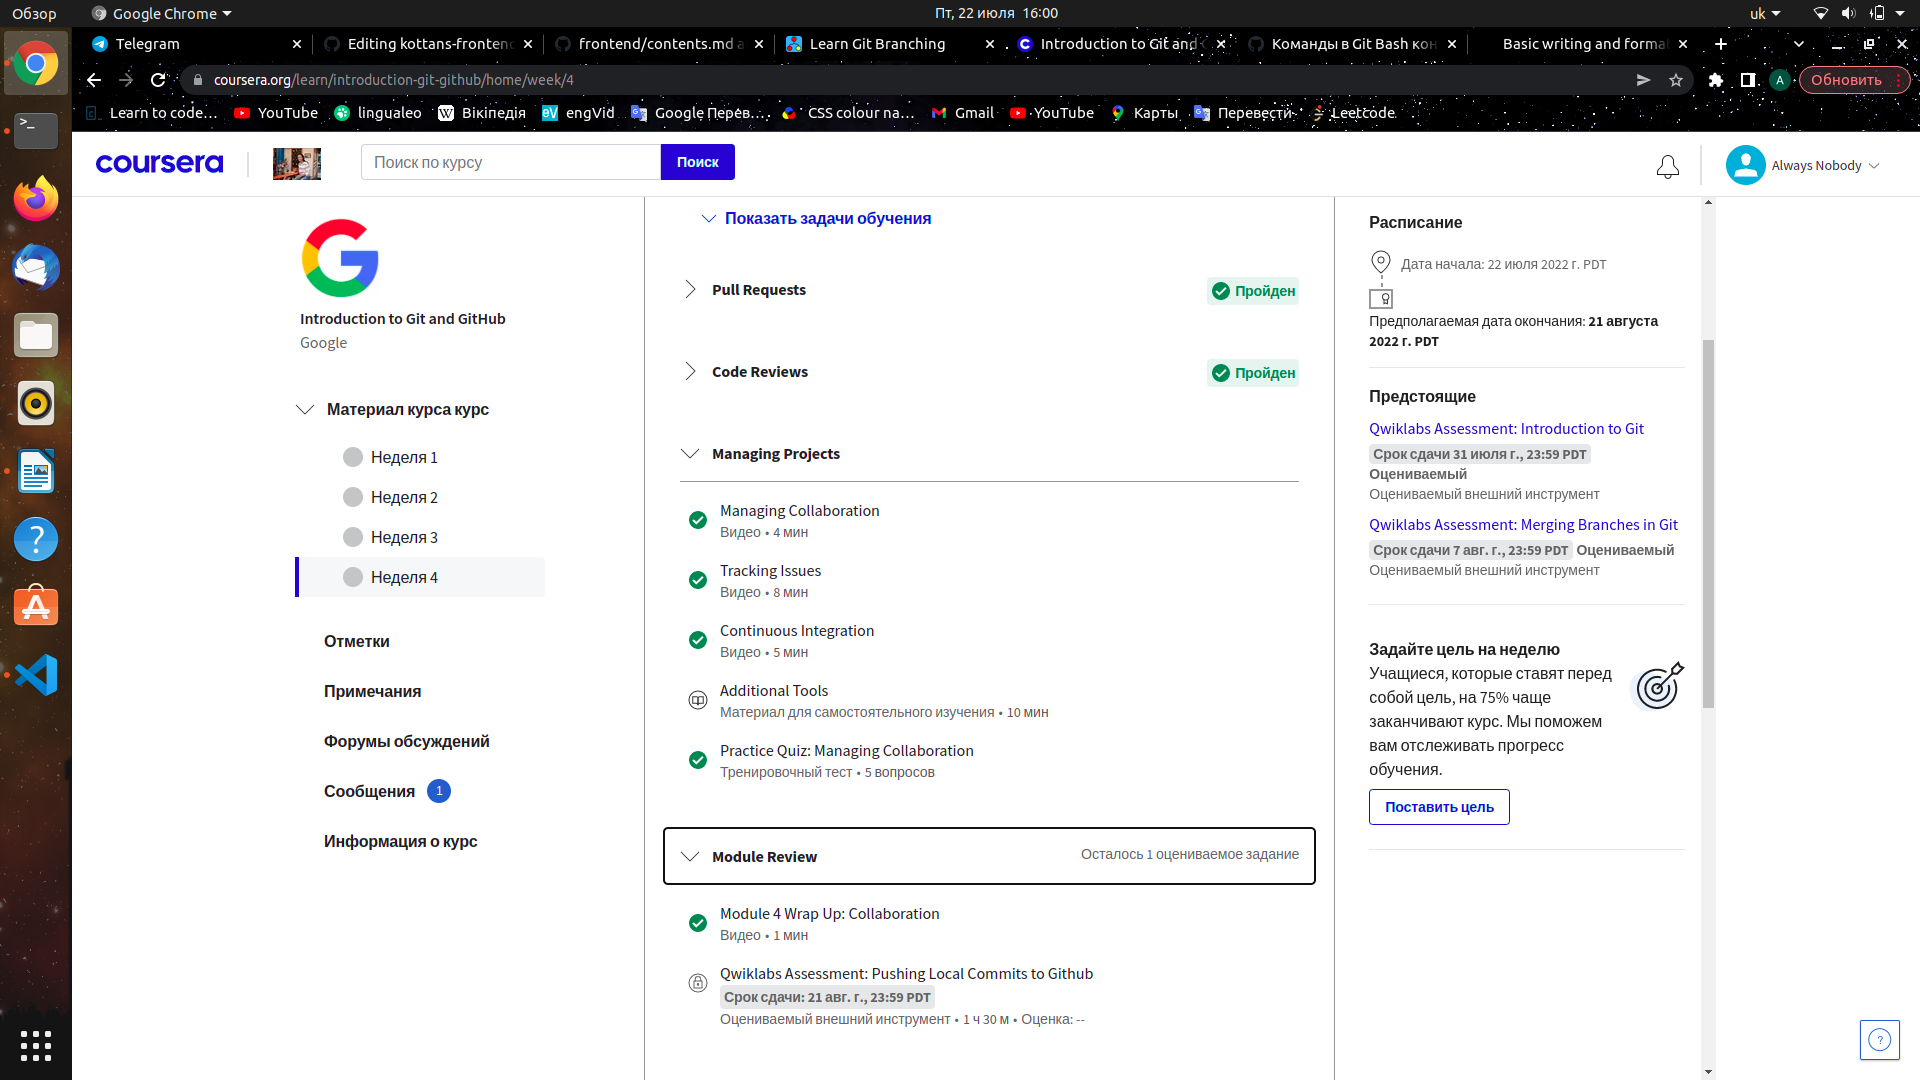 Обзор
Google Chrome
Пт, 22 июля 16:00
uk
Telegram
Editing kottans-frontend
frontend/contents.md a
Learn Git Branching
Introduction to Git and
Команды в Git Bash кон
Basic writing and format
coursera.org/learn/introduction-git-github/home/week/4
A
Обновить
Learn to code…
YouTube
lingualeo
Вікіпедія
engVid
Google Перев…
CSS colour na…
Gmail
YouTube
Карты
Перевести
Leetcode
coursera
Поиск по курсу
Поиск
Always Nobody
Introduction to Git and GitHub
Google
Материал курса курс
Неделя 1
Неделя 2
Неделя 3
Неделя 4
Отметки
Примечания
Форумы обсуждений
Сообщения 1
Информация о курс
Показать задачи обучения
Pull Requests
Пройден
Code Reviews
Пройден
Managing Projects
Managing Collaboration
Видео • 4 мин
Tracking Issues
Видео • 8 мин
Continuous Integration
Видео • 5 мин
Additional Tools
Материал для самостоятельного изучения • 10 мин
Practice Quiz: Managing Collaboration
Тренировочный тест • 5 вопросов
Module Review
Осталось 1 оцениваемое задание
Module 4 Wrap Up: Collaboration
Видео • 1 мин
Qwiklabs Assessment: Pushing Local Commits to Github
Срок сдачи: 21 авг. г., 23:59 PDT
Оцениваемый внешний инструмент • 1 ч 30 м • Оценка: --
Расписание
Дата начала: 22 июля 2022 г. PDT
Предполагаемая дата окончания: 21 августа
2022 г. PDT
Предстоящие
Qwiklabs Assessment: Introduction to Git
Срок сдачи 31 июля г., 23:59 PDT
Оцениваемый
Оцениваемый внешний инструмент
Qwiklabs Assessment: Merging Branches in Git
Срок сдачи 7 авг. г., 23:59 PDT Оцениваемый
Оцениваемый внешний инструмент
Задайте цель на неделю
Учащиеся, которые ставят перед
собой цель, на 75% чаще
заканчивают курс. Мы поможем
вам отслеживать прогресс
обучения.
Поставить цель